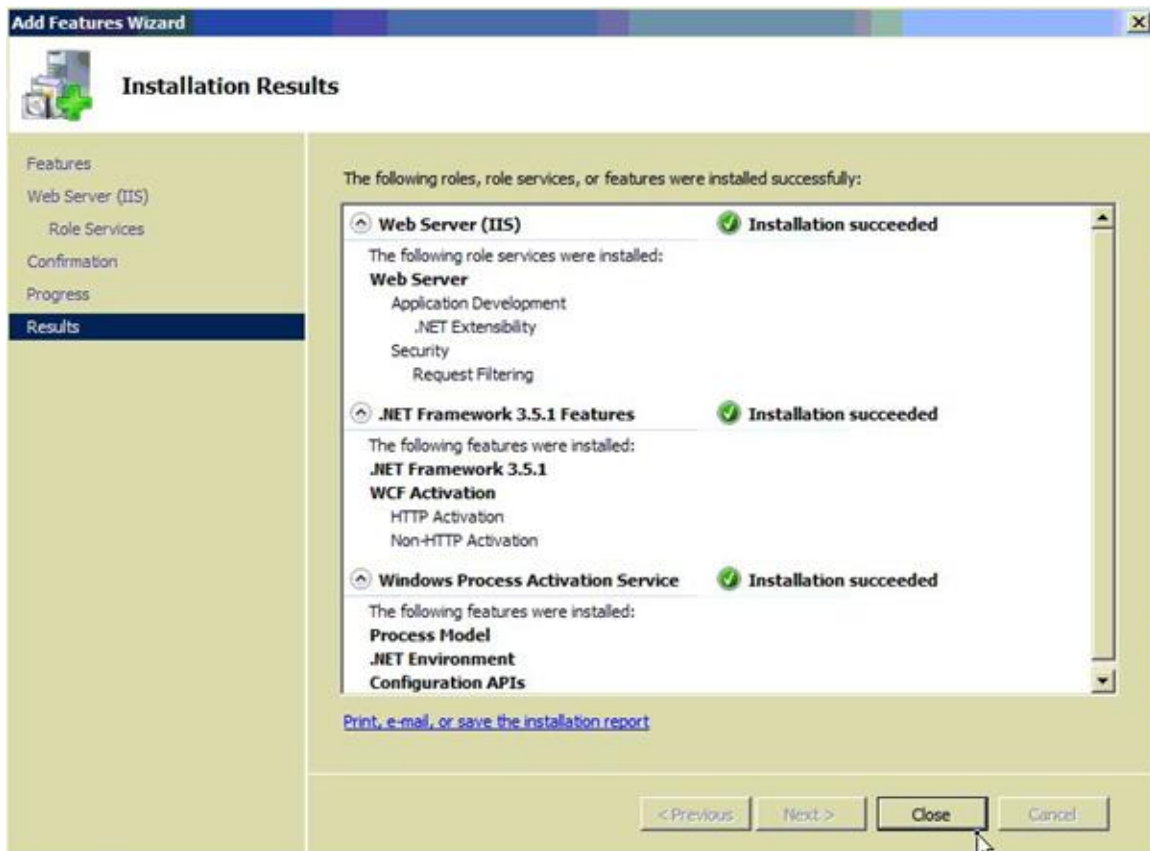 Add Features Wizard
Installation Results
Features
Web Server (IIS)
Role Services
Confirmation
Progress
Results
The following roles, role services, or features were installed successfully:
Web Server (IIS) Installation succeeded
The following role services were installed:
Web Server
Application Development
.NET Extensibility
Security
Request Filtering
.NET Framework 3.5.1 Features Installation succeeded
The following features were installed:
.NET Framework 3.5.1
WCF Activation
HTTP Activation
Non-HTTP Activation
Windows Process Activation Service Installation succeeded
The following features were installed:
Process Model
.NET Environment
Configuration APIs
Print, e-mail, or save the installation report
< Previous Next > Close Cancel